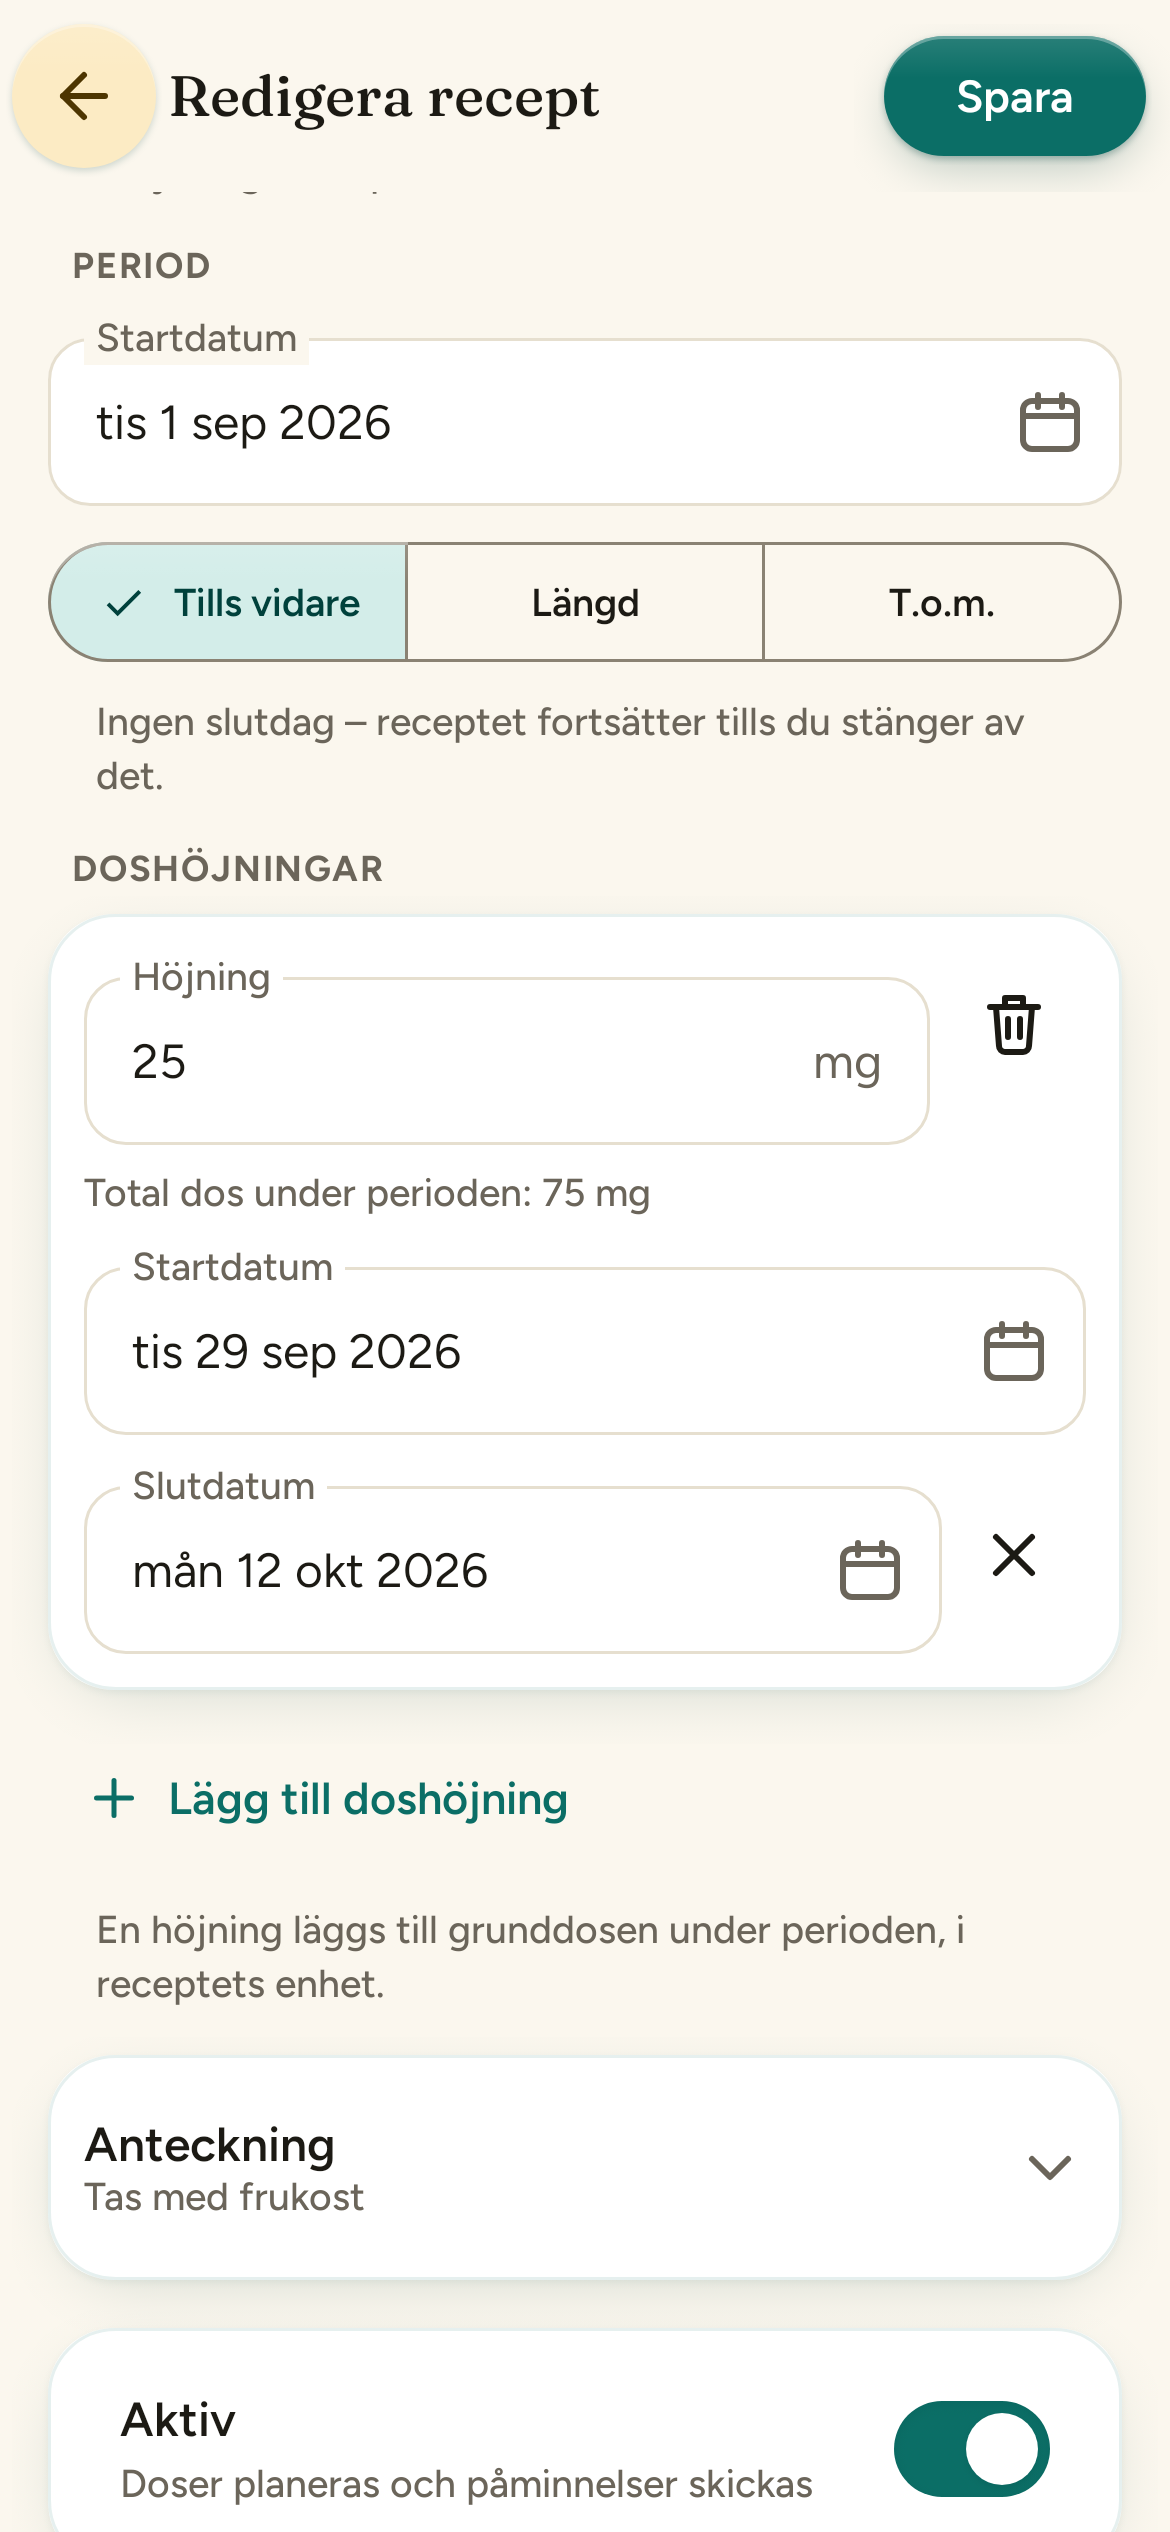 Redigera recept
Spara
PERIOD
Startdatum
tis 1 sep 2026
Tills vidare
Längd
T.o.m.
Ingen slutdag – receptet fortsätter tills du stänger av
det.
DOSHÖJNINGAR
Höjning
25
mg
Total dos under perioden: 75 mg
Startdatum
tis 29 sep 2026
Slutdatum
mån 12 okt 2026
Lägg till doshöjning
En höjning läggs till grunddosen under perioden, i
receptets enhet.
Anteckning
Tas med frukost
Aktiv
Doser planeras och påminnelser skickas